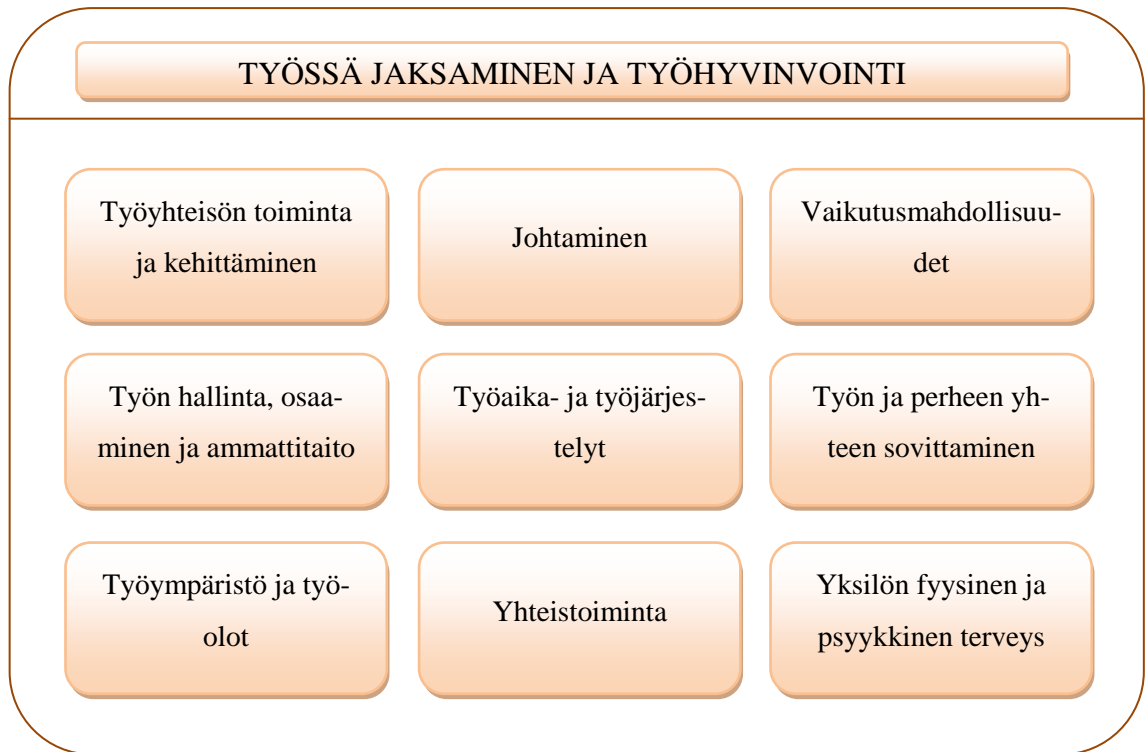 TYÖSSÄ JAKSAMINEN JA TYÖHYVINVOINTI
Työyhteisön toiminta
ja kehittäminen
Johtaminen
Vaikutusmahdollisuu-
det
Työn hallinta, osaa-
minen ja ammattitaito
Työaika- ja työjärjes-
telyt
Työn ja perheen yh-
teen sovittaminen
Työympäristö ja työ-
olot
Yhteistoiminta
Yksilön fyysinen ja
psyykkinen terveys